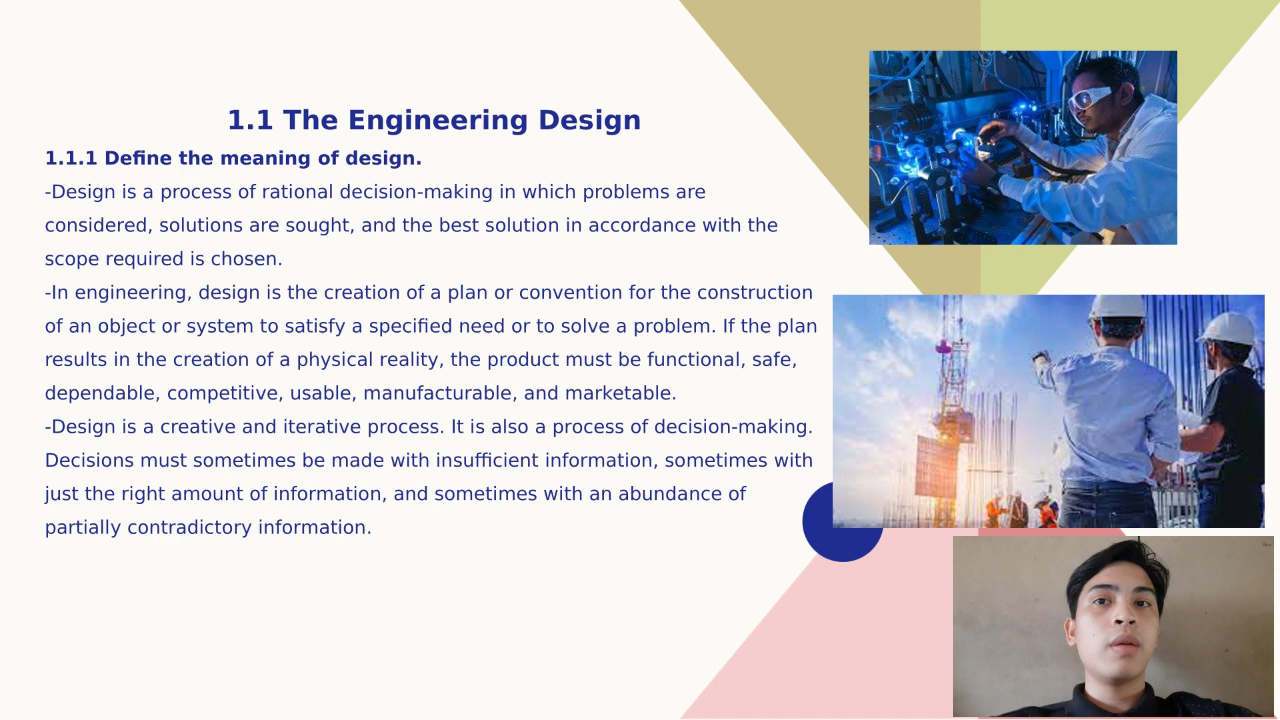 1.1 The Engineering Design
1.1.1 Define the meaning of design.
-Design is a process of rational decision-making in which problems are
considered, solutions are sought, and the best solution in accordance with the
scope required is chosen.
-In engineering, design is the creation of a plan or convention for the construction
of an object or system to satisfy a specified need or to solve a problem. If the plan
results in the creation of a physical reality, the product must be functional, safe,
dependable, competitive, usable, manufacturable, and marketable.
-Design is a creative and iterative process. It is also a process of decision-making.
Decisions must sometimes be made with insufficient information, sometimes with
just the right amount of information, and sometimes with an abundance of
partially contradictory information.